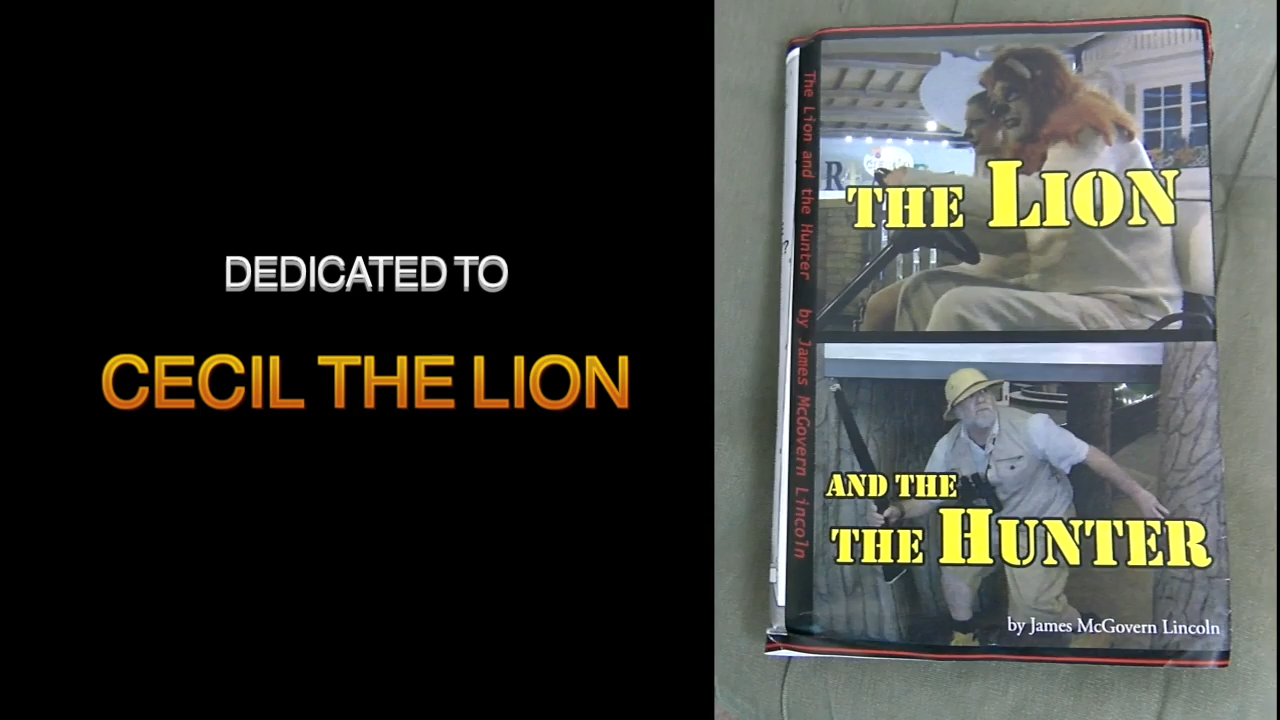 DEDICATED TO
CECIL THE LION
The Lion and the Hunter by James McGovern Lincoln
THE LION
AND THE
THE HUNTER
by James McGovern Lincoln